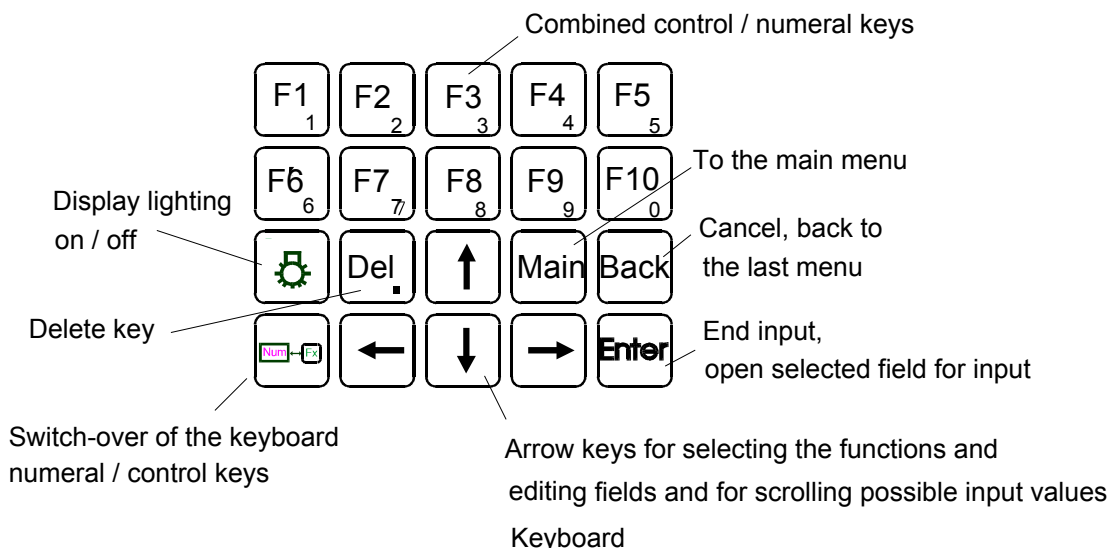 Combined control / numeral keys
F1 F2 F3 F4 F5
1 2 3 4 5
F6 F7 F8 F9 F10
6 7 8 9 0
To the main menu
Display lighting
on / off
Cancel, back to
the last menu
Del . Main Back
Delete key
Num Fx Enter
End input,
open selected field for input
Switch-over of the keyboard
numeral / control keys
Arrow keys for selecting the functions and
editing fields and for scrolling possible input values
Keyboard